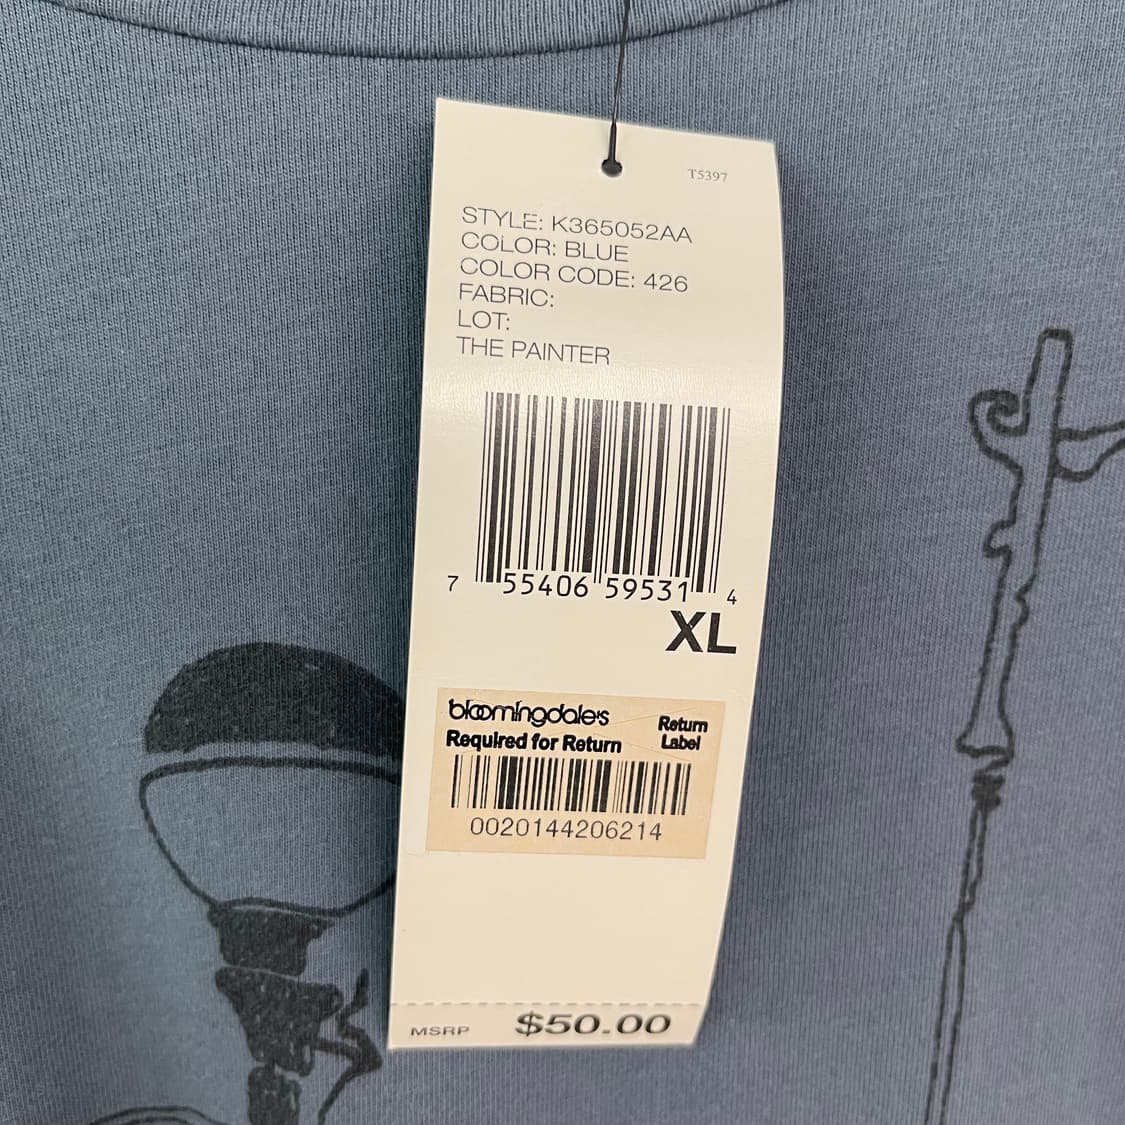 T5397
STYLE: K365052AA
COLOR: BLUE
COLOR CODE: 426
FABRIC:
LOT:
THE PAINTER
7 55406 59531 4
XL
bloomingdale's
Required for Return
Return
Label
0020144206214
MSRP $50.00